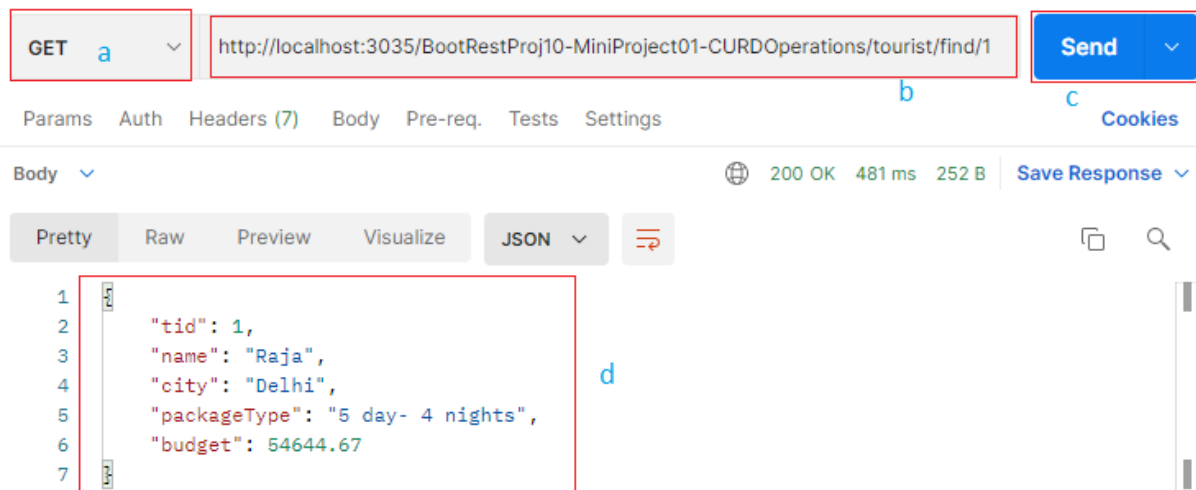 GET a http://localhost:3035/BootRestProj10-MiniProject01-CURDOperations/tourist/find/1 Send
b c
Params Auth Headers (7) Body Pre-req. Tests Settings Cookies
Body 200 OK 481 ms 252 B Save Response
Pretty Raw Preview Visualize JSON
1 {
2 "tid": 1,
3 "name": "Raja",
4 "city": "Delhi", d
5 "packageType": "5 day- 4 nights",
6 "budget": 54644.67
7 }